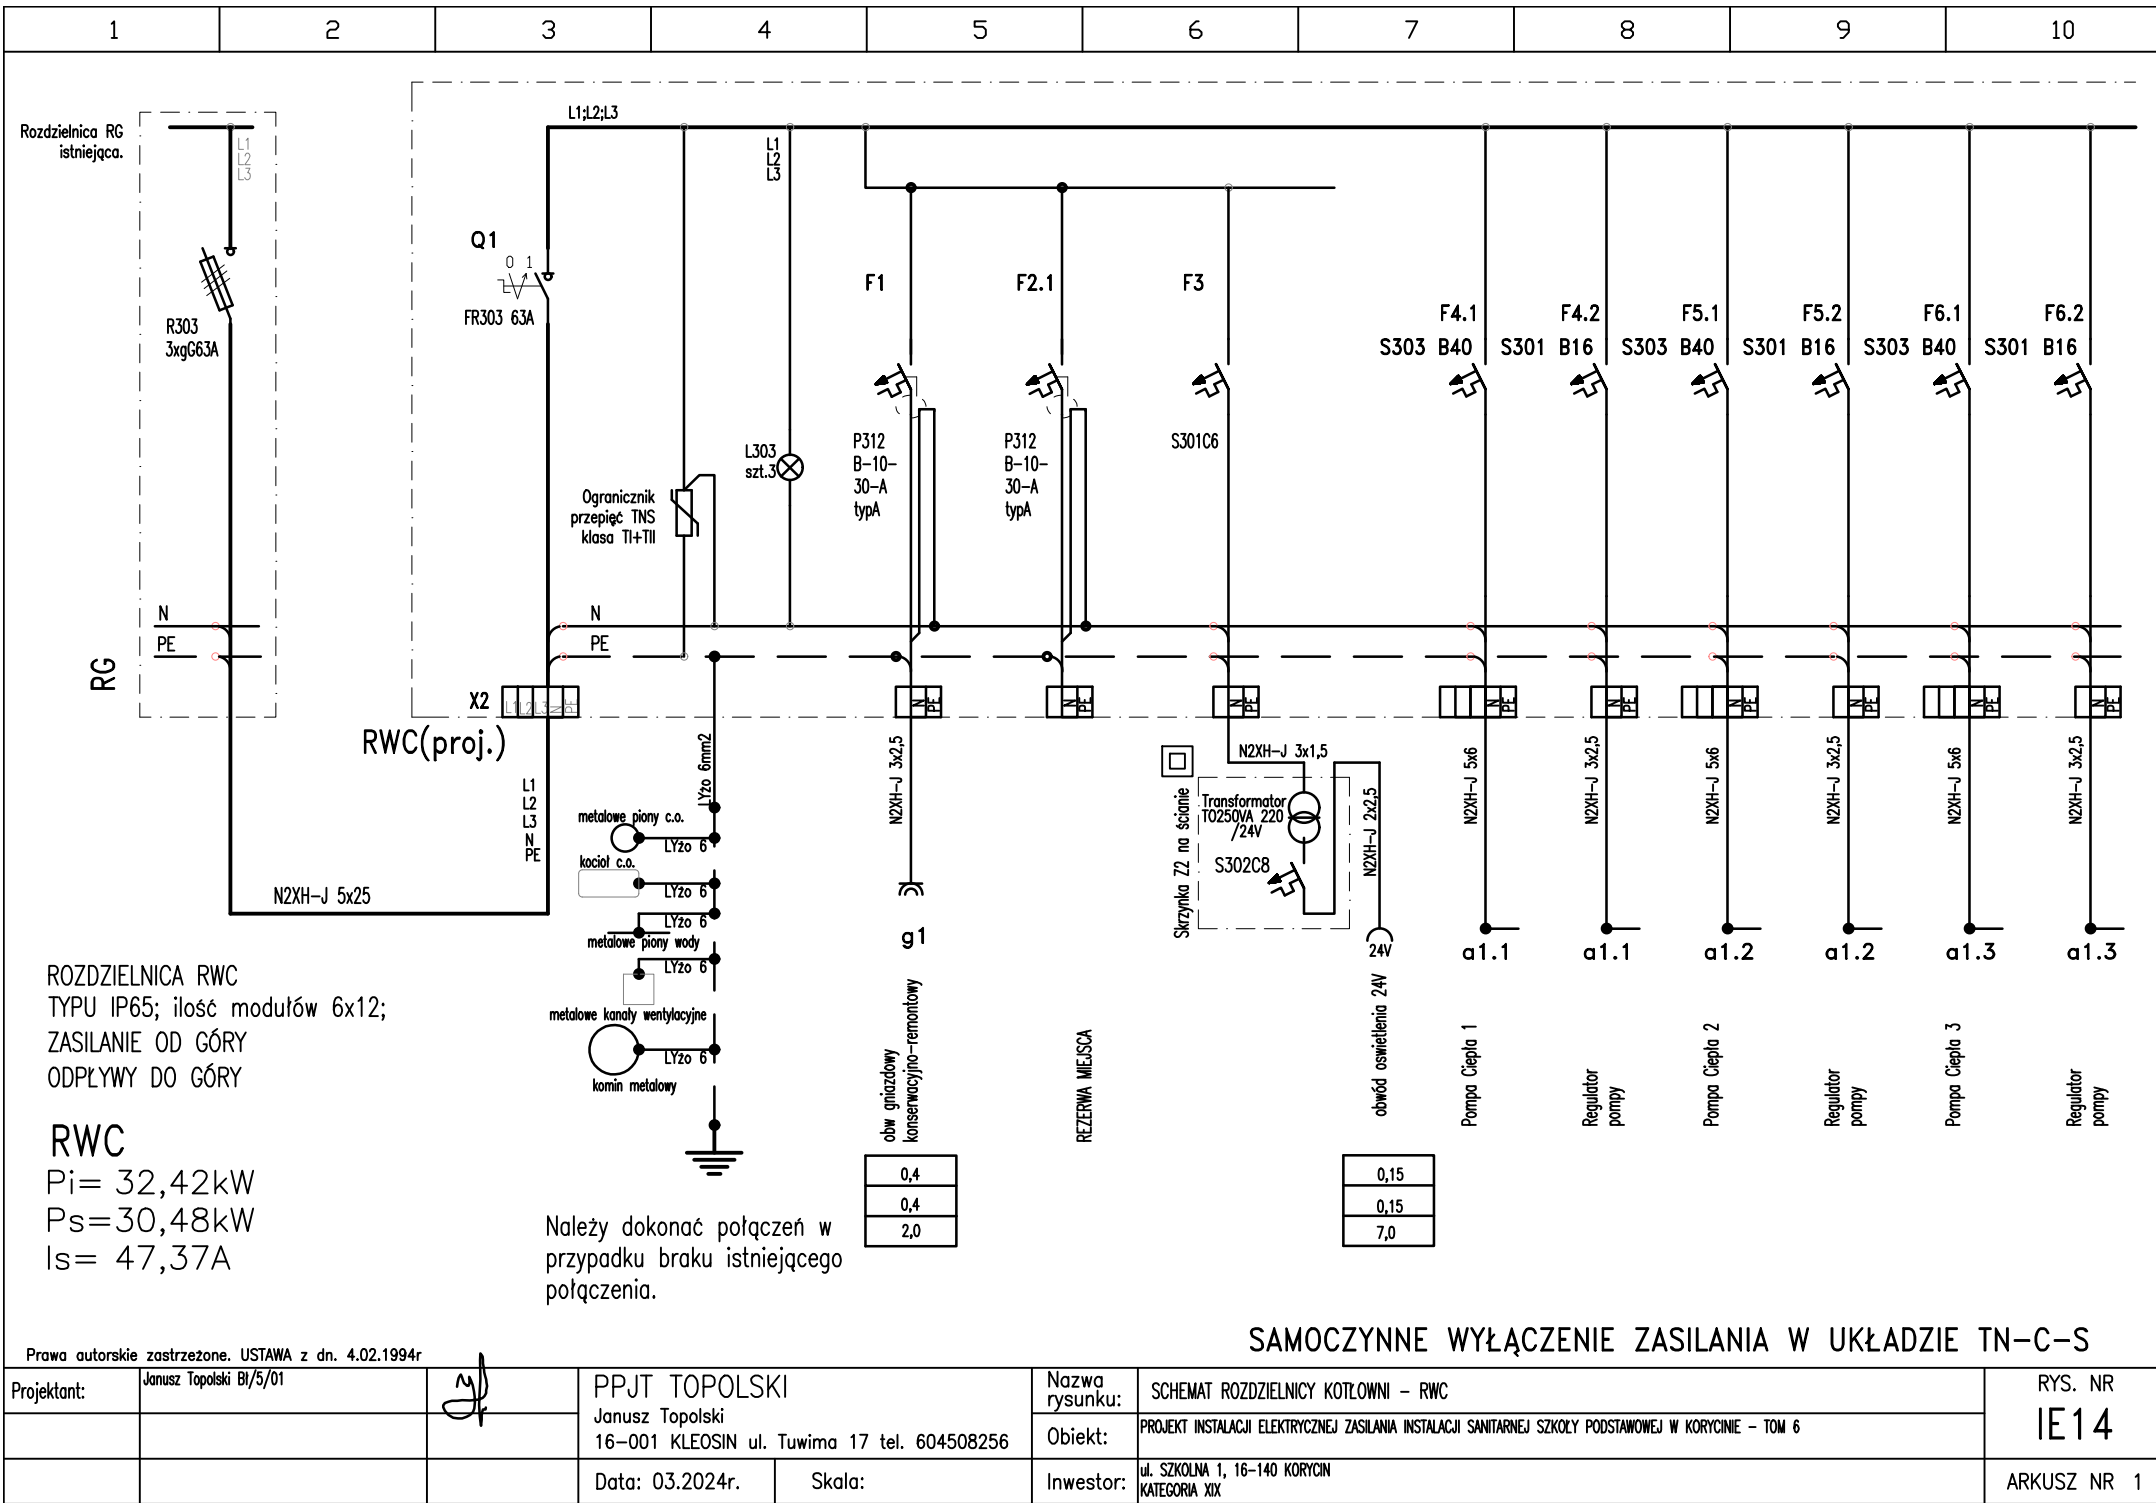 1 2 3 4 5 6 7 8 9 10
Rozdzielnica RG
istniejąca.
L1
L2
L3
R303
3xgG63A
N
PE
RG
L1;L2;L3
Q1
0 1
FR303 63A
X2
L1 L2 L3 N PE
RWC(proj.)
L1
L2
L3
N
PE
N2XH-J 5x25
N
PE
Ogranicznik
przepięć TNS
klasa TI+TII
L1
L2
L3
L303
szt.3
LYżo 6mm2
metalowe piony c.o.
LYżo 6
kocioł c.o.
LYżo 6
LYżo 6
metalowe piony wody
LYżo 6
metalowe kanały wentylacyjne
LYżo 6
komin metalowy
Należy dokonać połączeń w
przypadku braku istniejącego
połączenia.
F1
P312
B-10-
30-A
typA
N PE
N2XH-J 3x2,5
g1
obw gniazdowy
konserwacyjno-remontowy
0,4
0,4
2,0
F2.1
P312
B-10-
30-A
typA
N PE
REZERWA MIEJSCA
F3
S301C6
N PE
N2XH-J 3x1,5
Skrzynka Z2 na ścianie
Transformator
TO250VA 220
/24V
S302C8
N2XH-J 2x2,5
24V
obwód oswietlenia 24V
0,15
0,15
7,0
F4.1
S303 B40
N PE
N2XH-J 5x6
a1.1
Pompa Ciepła 1
F4.2
S301 B16
N PE
N2XH-J 3x2,5
a1.1
Regulator
pompy
F5.1
S303 B40
N PE
N2XH-J 5x6
a1.2
Pompa Ciepła 2
F5.2
S301 B16
N PE
N2XH-J 3x2,5
a1.2
Regulator
pompy
F6.1
S303 B40
N PE
N2XH-J 5x6
a1.3
Pompa Ciepła 3
F6.2
S301 B16
N PE
N2XH-J 3x2,5
a1.3
Regulator
pompy
ROZDZIELNICA RWC
TYPU IP65; ilość modułów 6x12;
ZASILANIE OD GÓRY
ODPŁYWY DO GÓRY
RWC
Pi= 32,42kW
Ps=30,48kW
Is= 47,37A
SAMOCZYNNE WYŁĄCZENIE ZASILANIA W UKŁADZIE TN-C-S
Prawa autorskie zastrzeżone. USTAWA z dn. 4.02.1994r
Projektant:
Janusz Topolski Bł/5/01
PPJT TOPOLSKI
Janusz Topolski
16-001 KLEOSIN ul. Tuwima 17 tel. 604508256
Data: 03.2024r.
Skala:
Nazwa
rysunku:
SCHEMAT ROZDZIELNICY KOTŁOWNI - RWC
Obiekt:
PROJEKT INSTALACJI ELEKTRYCZNEJ ZASILANIA INSTALACJI SANITARNEJ SZKOŁY PODSTAWOWEJ W KORYCINIE - TOM 6
Inwestor:
ul. SZKOLNA 1, 16-140 KORYCIN
KATEGORIA XIX
RYS. NR
IE14
ARKUSZ NR 1